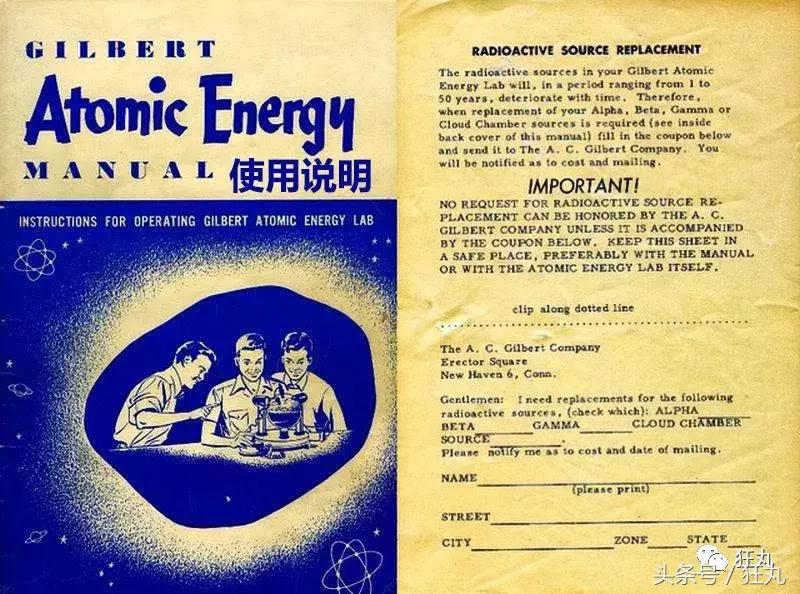 GILBERT
Atomic Energy
MANUAL 使用说明
INSTRUCTIONS FOR OPERATING GILBERT ATOMIC ENERGY LAB
RADIOACTIVE SOURCE REPLACEMENT
The radioactive sources in your Gilbert Atomic
Energy Lab will, in a period ranging from 1 to
50 years, deteriorate with time. Therefore,
when replacement of your Alpha, Beta, Gamma or
Cloud Chamber sources is required (see inside
back cover of this manual) fill in the coupon below
and send it to The A. C. Gilbert Company. You
will be notified as to cost and mailing.
IMPORTANT!
NO REQUEST FOR RADIOACTIVE SOURCE RE-
PLACEMENT CAN BE HONORED BY THE A. C.
GILBERT COMPANY UNLESS IT IS ACCOMPANIED
BY THE COUPON BELOW. KEEP THIS SHEET IN
A SAFE PLACE, PREFERABLY WITH THE MANUAL
OR WITH THE ATOMIC ENERGY LAB ITSELF.
clip along dotted line
The A. C. Gilbert Company
Erector Square
New Haven 6, Conn.
Gentlemen: I need replacements for the following
radioactive sources, (check which): ALPHA
BETA GAMMA CLOUD CHAMBER
SOURCE .
Please notify me as to cost and date of mailing.
NAME
(please print)
STREET
CITY ZONE STATE
狂丸
头条号 / 狂丸